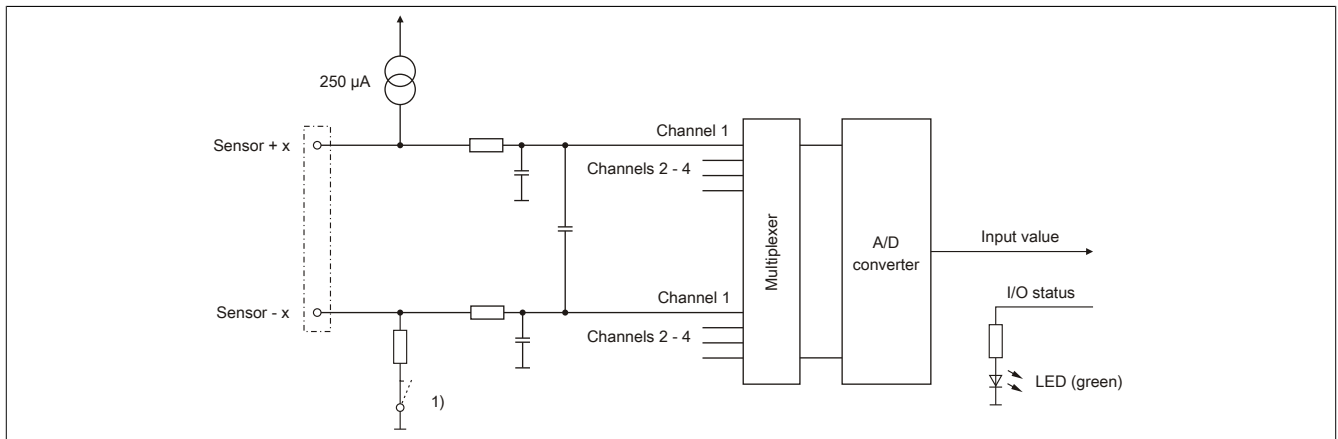 250 µA
Sensor + x
Channel 1
Channels 2 - 4
Multiplexer
A/D
converter
Input value
I/O status
Sensor - x
Channel 1
Channels 2 - 4
LED (green)
1)